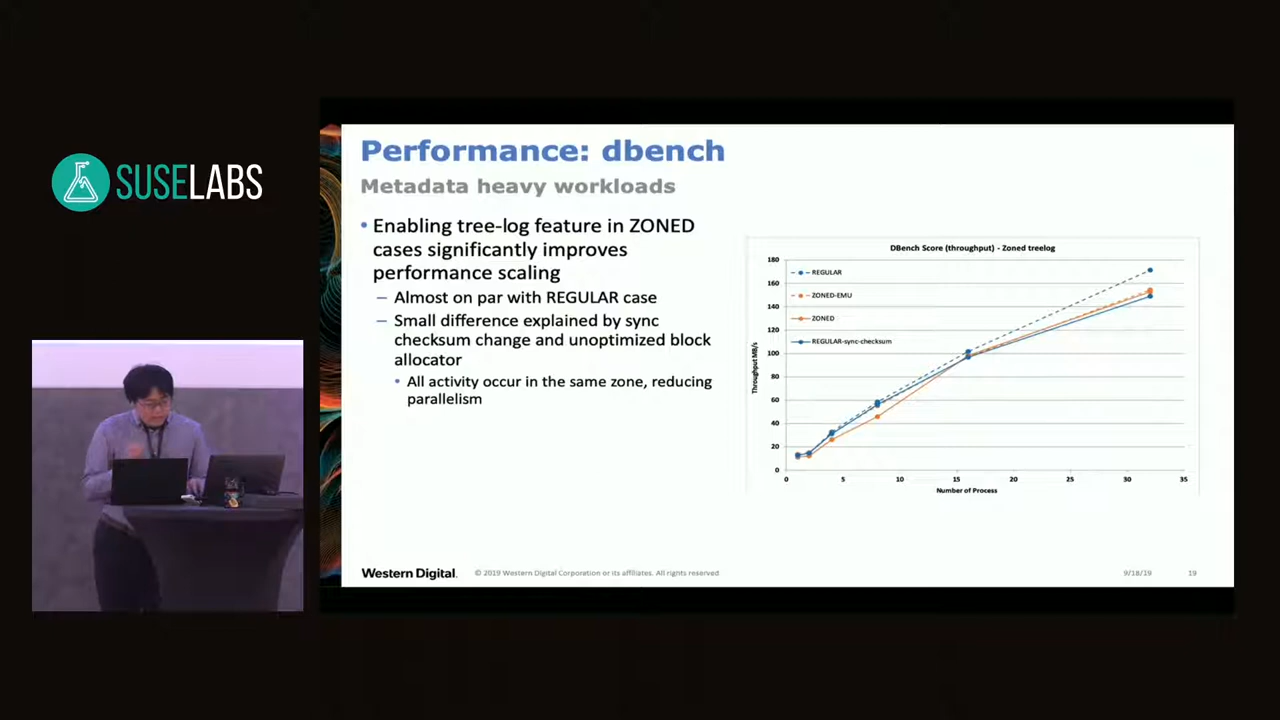 SUSELABS
Performance: dbench
Metadata heavy workloads
• Enabling tree-log feature in ZONED
cases significantly improves
performance scaling
– Almost on par with REGULAR case
– Small difference explained by sync
checksum change and unoptimized block
allocator
• All activity occur in the same zone, reducing
parallelism
DBench Score (throughput) - Zoned treelog
Throughput MB/s
180
160
140
120
100
80
60
40
20
0
REGULAR
ZONED-EMU
ZONED
REGULAR-sync-checksum
0 5 10 15 20 25 30 35
Number of Process
Western Digital.
© 2019 Western Digital Corporation or its affiliates. All rights reserved
9/18/19
19